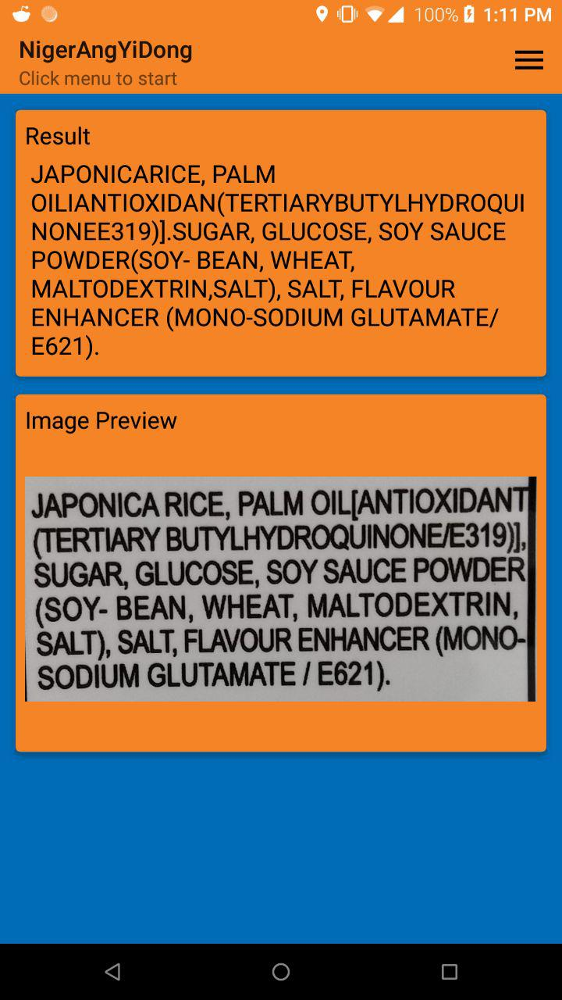 100% 1:11 PM
NigerAngYiDong
Click menu to start
Result
JAPONICARICE, PALM
OILIANTIOXIDAN(TERTIARYBUTYLHYDROQUI
NONEE319)].SUGAR, GLUCOSE, SOY SAUCE
POWDER(SOY- BEAN, WHEAT,
MALTODEXTRIN,SALT), SALT, FLAVOUR
ENHANCER (MONO-SODIUM GLUTAMATE/
E621).
Image Preview
JAPONICA RICE, PALM OIL[ANTIOXIDANT
(TERTIARY BUTYLHYDROQUINONE/E319)],
SUGAR, GLUCOSE, SOY SAUCE POWDER
(SOY- BEAN, WHEAT, MALTODEXTRIN,
SALT), SALT, FLAVOUR ENHANCER (MONO-
SODIUM GLUTAMATE / E621).